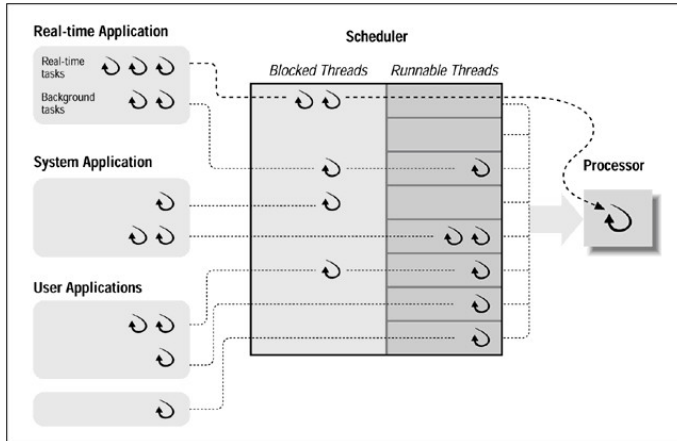 Real-time Application
Scheduler
Real-time
tasks
Blocked Threads
Runnable Threads
Background
tasks
System Application
Processor
User Applications